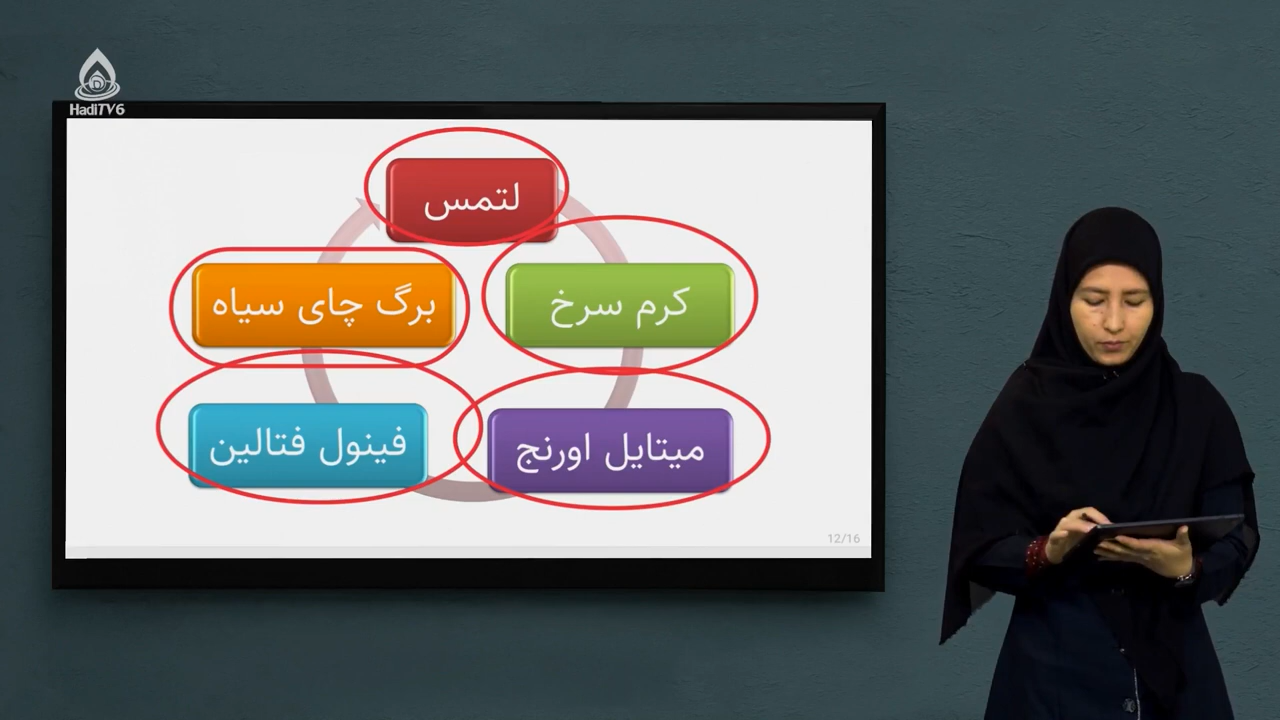 HadiTV6
لتمس
کرم سرخ
برگ چای سیاه
میتایل اورنج
فینول فتالین
12/16